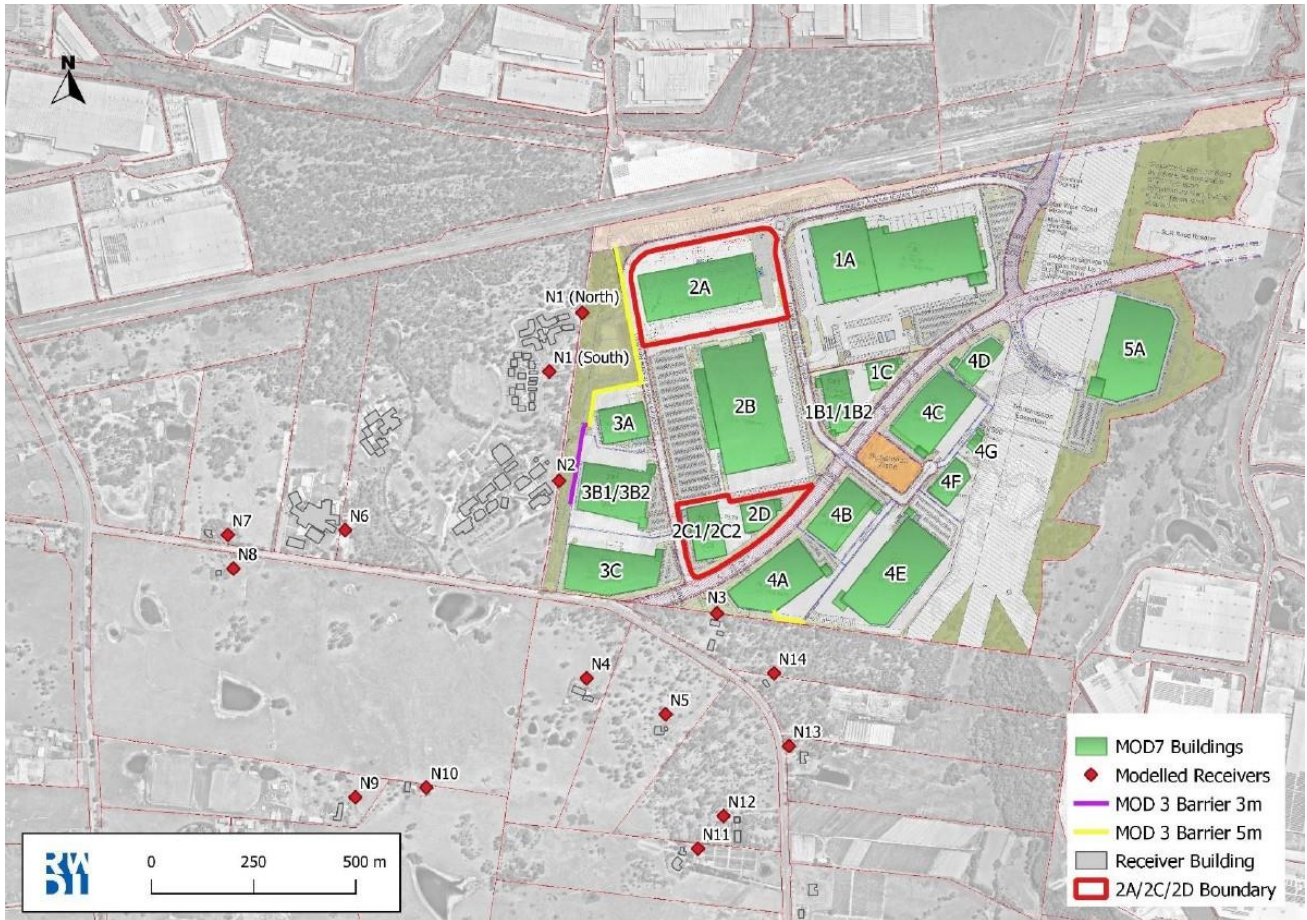 N
1A
2A
N1 (North)
N1 (South)
5A
4D
1C
2B
1B1/1B2
4C
3A
4G
N2
3B1/3B2
4F
2D
2C1/2C2
4B
N7
N6
N8
3C
4A
4E
N3
N4
N14
N5
N13
N9
N10
N12
N11
MOD7 Buildings
Modelled Receivers
MOD 3 Barrier 3m
MOD 3 Barrier 5m
Receiver Building
2A/2C/2D Boundary
RWDI
0 250 500 m